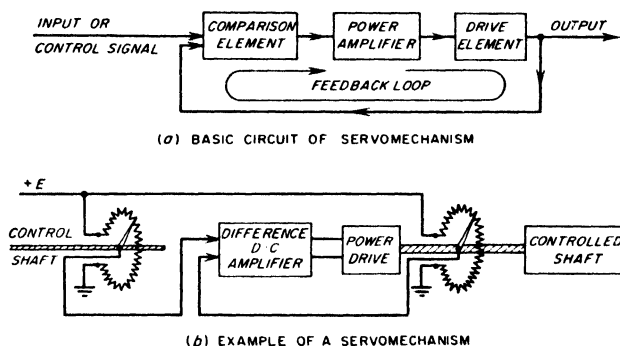 INPUT OR
CONTROL SIGNAL
COMPARISON
ELEMENT
POWER
AMPLIFIER
DRIVE
ELEMENT
OUTPUT
FEEDBACK LOOP
(a) BASIC CIRCUIT OF SERVOMECHANISM
+E
CONTROL
SHAFT
DIFFERENCE
D·C
AMPLIFIER
POWER
DRIVE
CONTROLLED
SHAFT
(b) EXAMPLE OF A SERVOMECHANISM